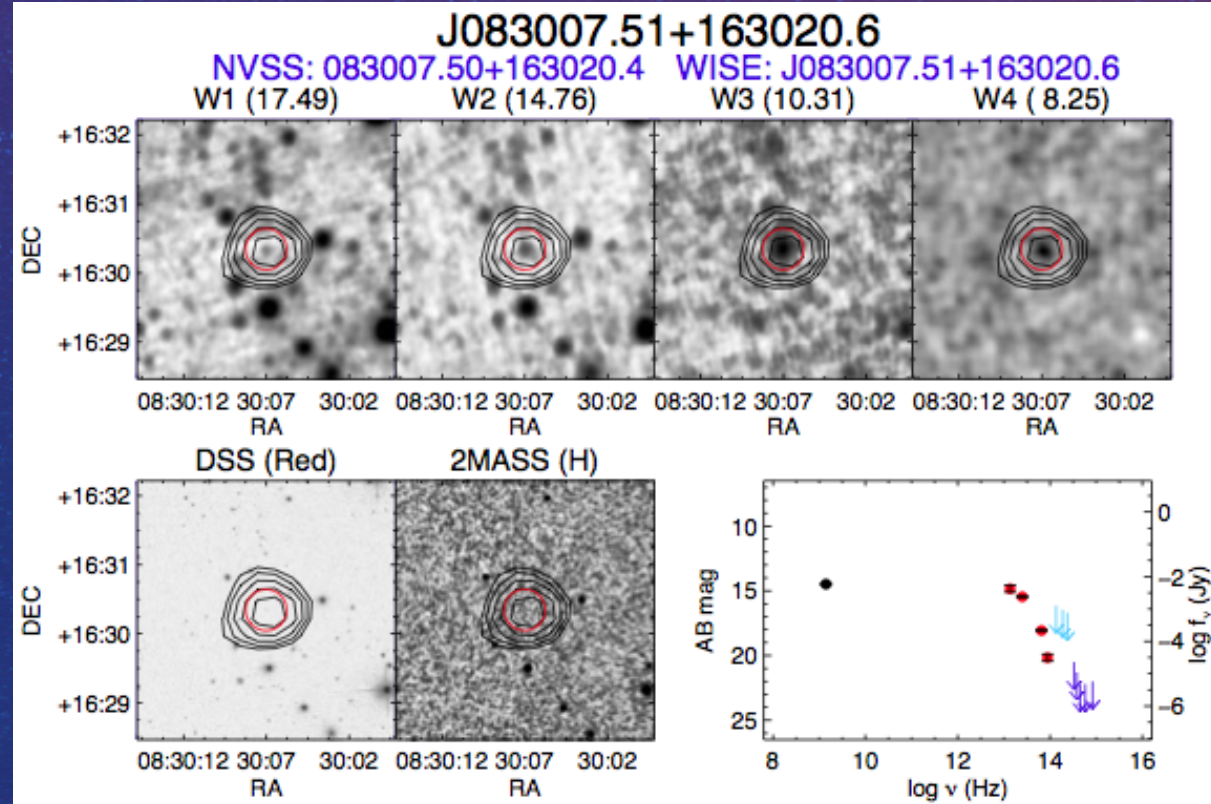 J083007.51+163020.6
NVSS: 083007.50+163020.4 WISE: J083007.51+163020.6
W1 (17.49) W2 (14.76) W3 (10.31) W4 ( 8.25)
+16:32
+16:31
+16:30
+16:29
DEC
08:30:12 30:07 30:02 08:30:12 30:07 30:02 08:30:12 30:07 30:02 08:30:12 30:07 30:02
RA RA RA RA
DSS (Red) 2MASS (H)
+16:32
+16:31
+16:30
+16:29
DEC
08:30:12 30:07 30:02 08:30:12 30:07 30:02
RA RA
AB mag
10
15
20
25
0
−2
−4
−6
log fν (Jy)
8 10 12 14 16
log ν (Hz)